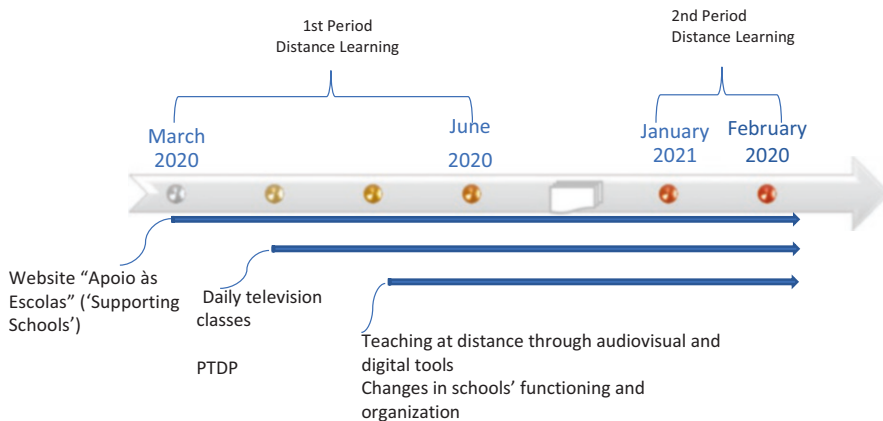 1st Period
Distance Learning
2nd Period
Distance Learning
March
2020
June
2020
January
2021
February
2020
Website “Apoio às
Escolas” (‘Supporting
Schools’)
Daily television
classes
PTDP
Teaching at distance through audiovisual and
digital tools
Changes in schools’ functioning and
organization